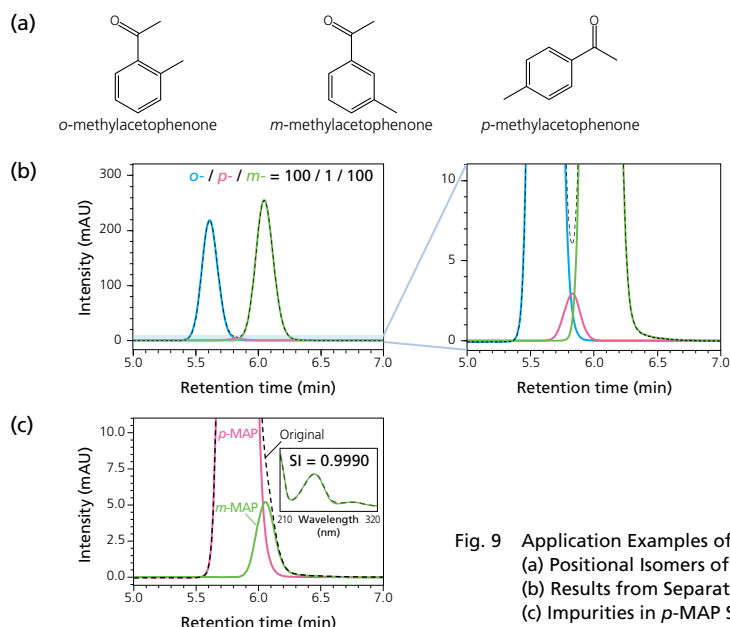 (a)
O O O
o-methylacetophenone m-methylacetophenone p-methylacetophenone
(b)
o- / p- / m- = 100 / 1 / 100
Intensity (mAU)
300
200
100
0
5.0 5.5 6.0 6.5 7.0
Retention time (min)
Intensity (mAU)
10
5
0
5.0 5.5 6.0 6.5 7.0
Retention time (min)
(c)
Intensity (mAU)
10.0
7.5
5.0
2.5
0.0
p-MAP
Original
m-MAP
SI = 0.9990
210 Wavelength 320
(nm)
5.0 5.5 6.0 6.5 7.0
Retention time (min)
Fig. 9 Application Examples of
(a) Positional Isomers of
(b) Results from Separat
(c) Impurities in p-MAP S